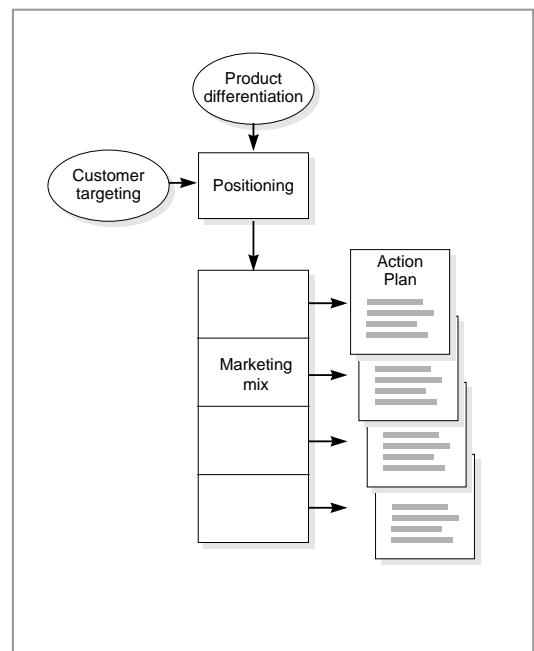 Product
differentiation
Customer
targeting
Positioning
Action
Plan
Marketing
mix